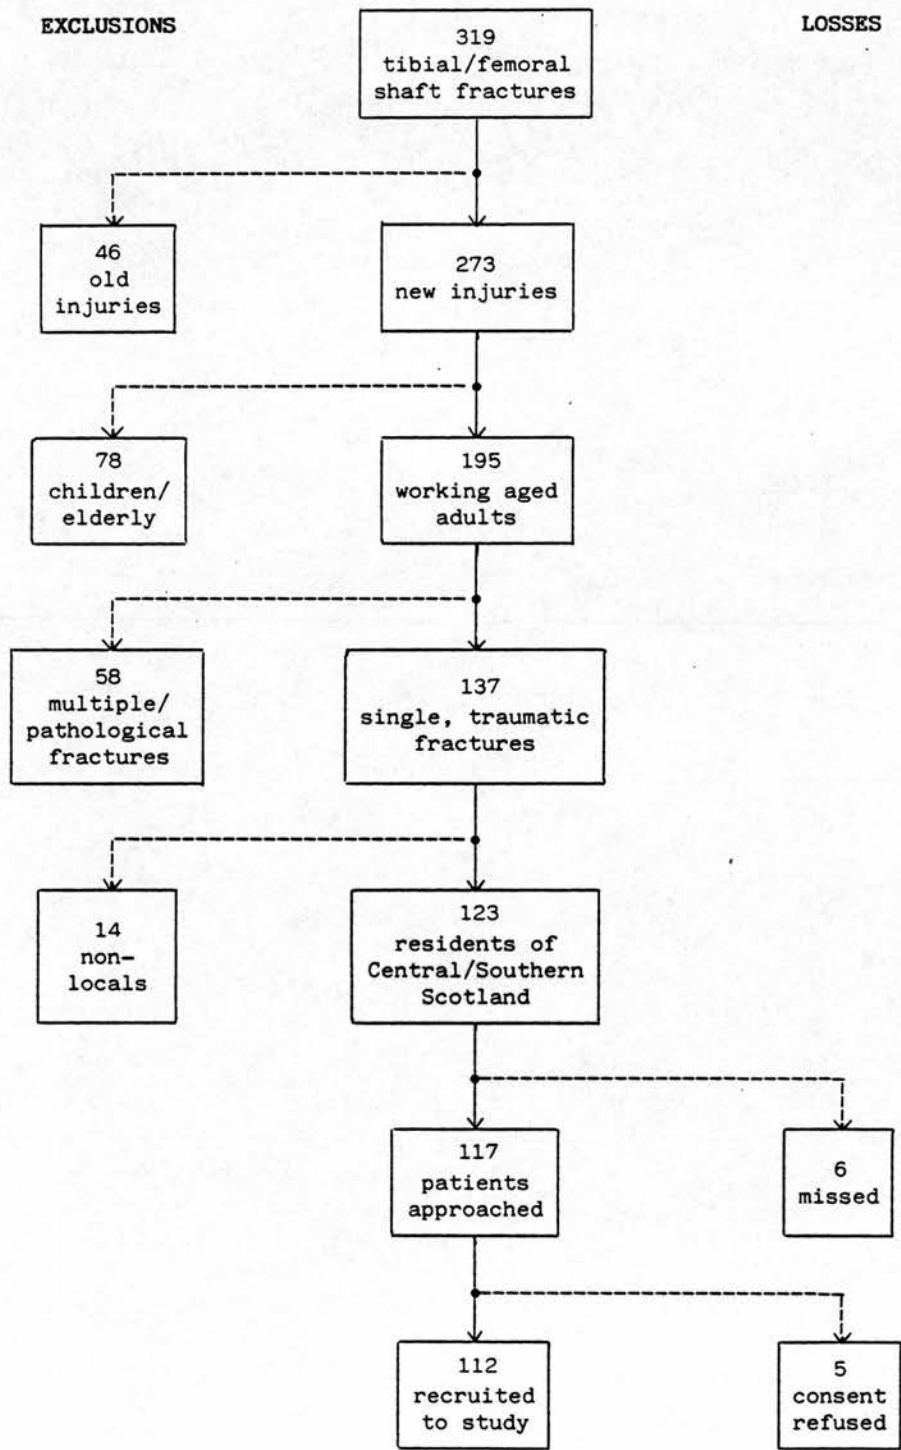 EXCLUSIONS
LOSSES
319
tibial/femoral
shaft fractures
46
old
injuries
273
new injuries
78
children/
elderly
195
working aged
adults
58
multiple/
pathological
fractures
137
single, traumatic
fractures
14
non-
locals
123
residents of
Central/Southern
Scotland
117
patients
approached
6
missed
112
recruited
to study
5
consent
refused